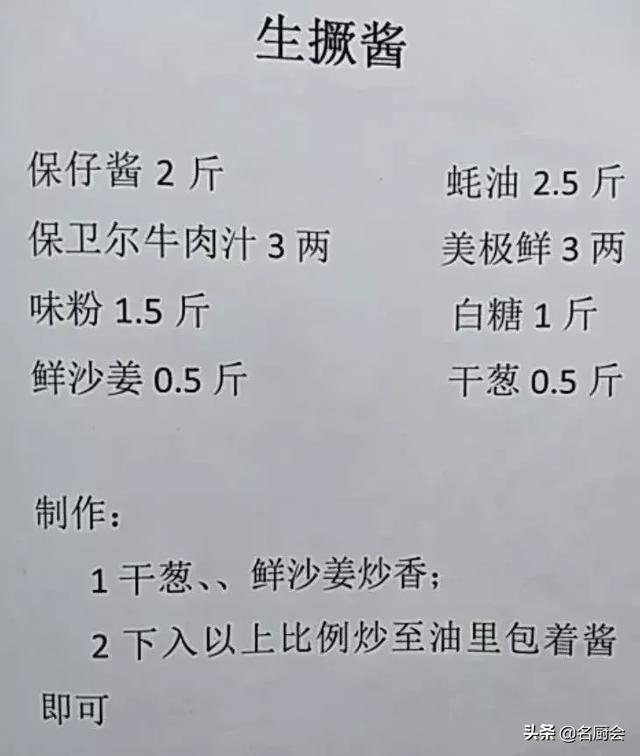 生撅酱
保仔酱 2 斤 蚝油 2.5 斤
保卫尔牛肉汁 3 两 美极鲜 3 两
味粉 1.5 斤 白糖 1 斤
鲜沙姜 0.5 斤 干葱 0.5 斤
制作：
1 干葱、、鲜沙姜炒香；
2 下入以上比例炒至油里包着酱
即可
头条 @名厨会